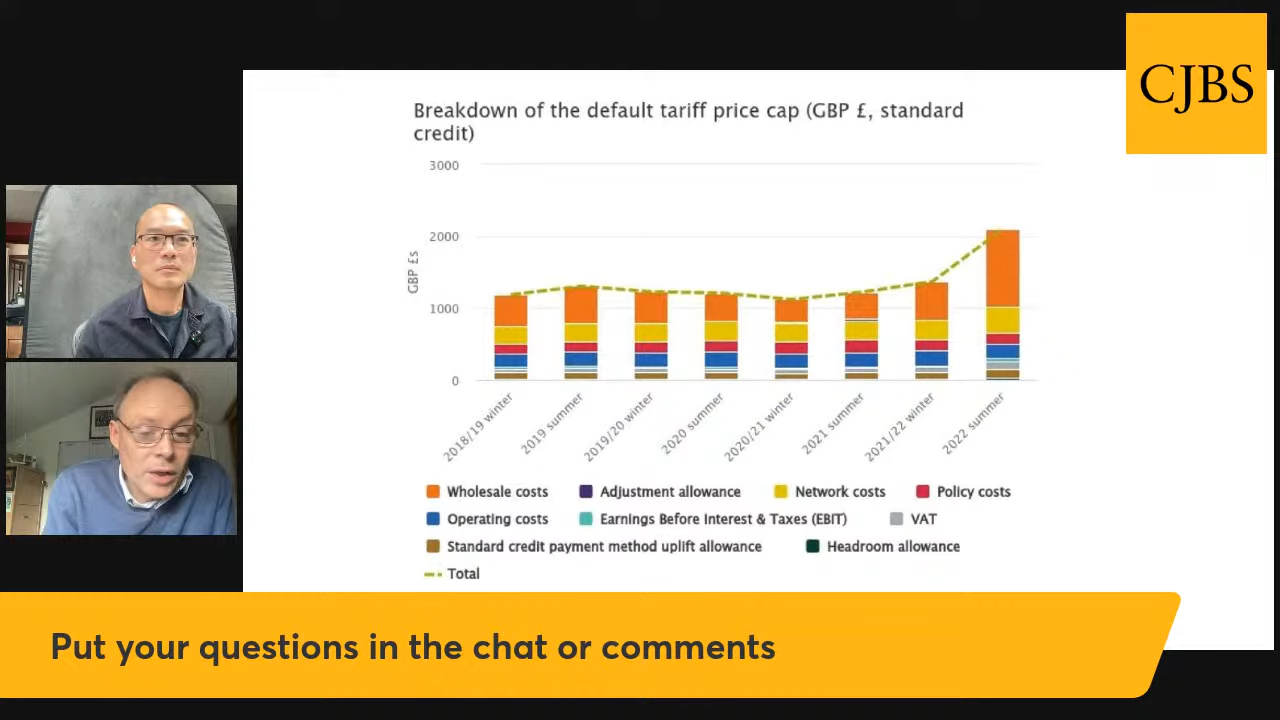 CJBS
Breakdown of the default tariff price cap (GBP £, standard
credit)
3000
2000
1000
0
GBP £s
2018/19 winter
2019 summer
2019/20 winter
2020 summer
2020/21 winter
2021 summer
2021/22 winter
2022 summer
Wholesale costs
Adjustment allowance
Network costs
Policy costs
Operating costs
Earnings Before Interest & Taxes (EBIT)
VAT
Standard credit payment method uplift allowance
Headroom allowance
Total
Put your questions in the chat or comments